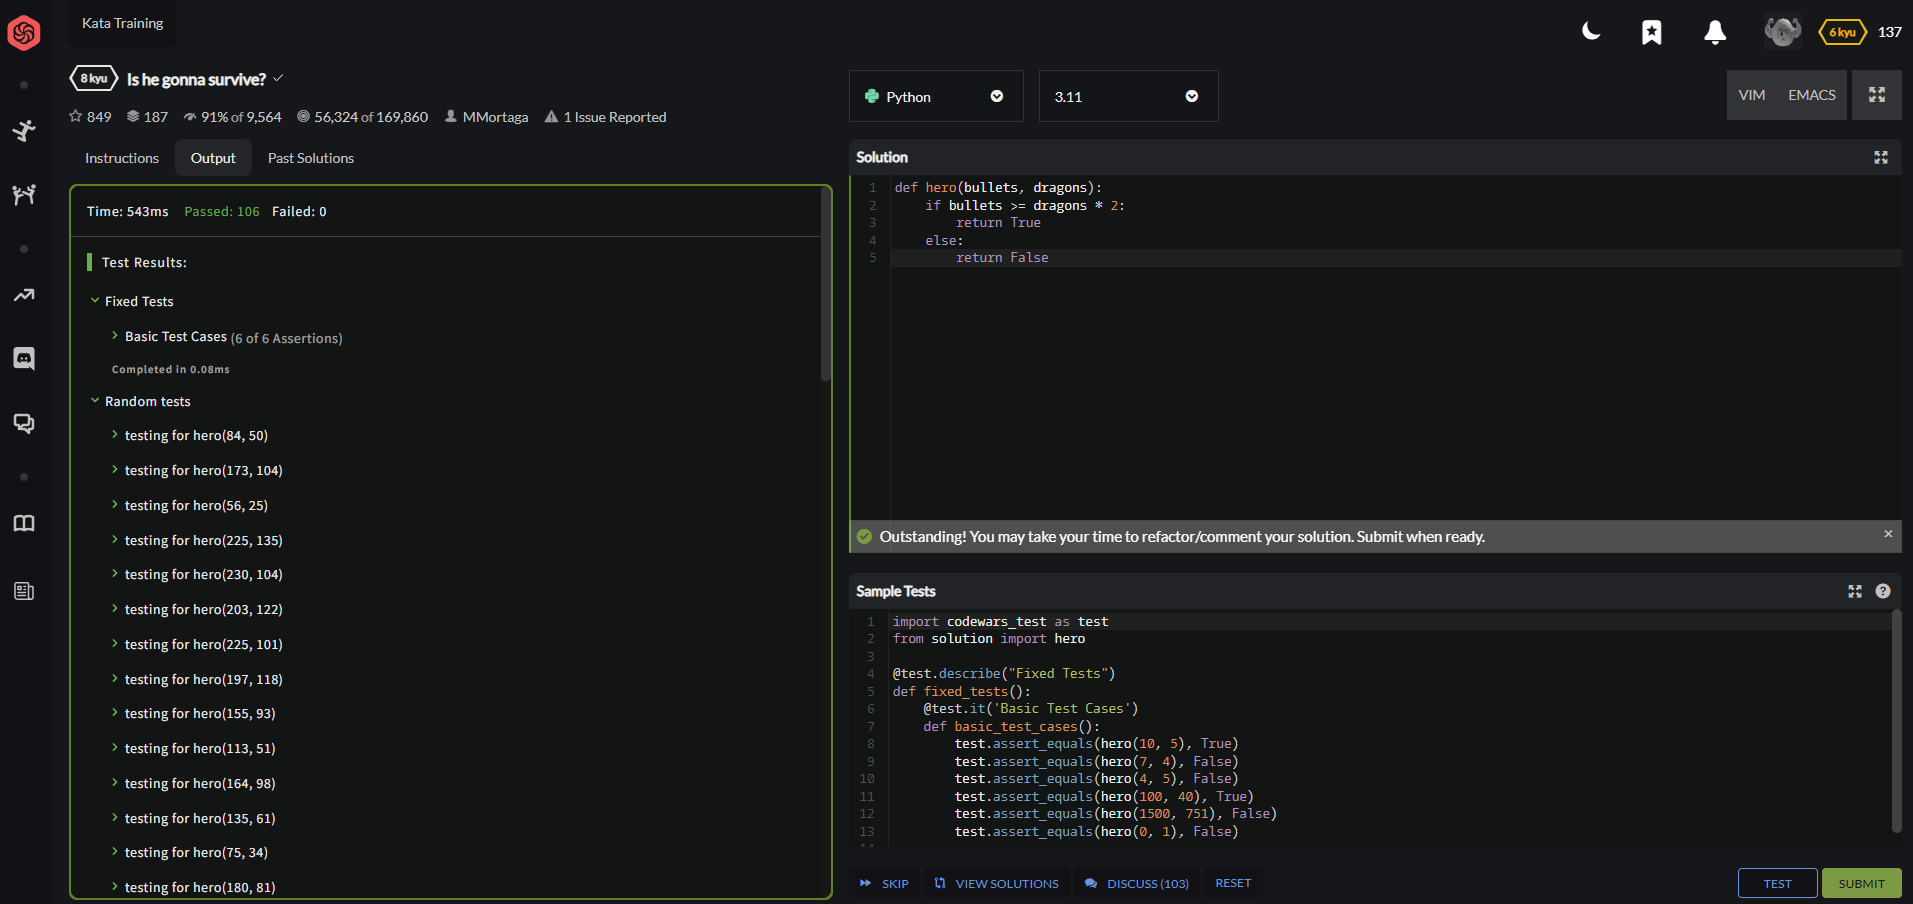 Kata Training
6 kyu 137
8 kyu Is he gonna survive?
849 187 91% of 9,564 56,324 of 169,860 MMortaga 1 Issue Reported
Instructions Output Past Solutions
Time: 543ms Passed: 106 Failed: 0
Test Results:
Fixed Tests
Basic Test Cases (6 of 6 Assertions)
Completed in 0.08ms
Random tests
testing for hero(84, 50)
testing for hero(173, 104)
testing for hero(56, 25)
testing for hero(225, 135)
testing for hero(230, 104)
testing for hero(203, 122)
testing for hero(225, 101)
testing for hero(197, 118)
testing for hero(155, 93)
testing for hero(113, 51)
testing for hero(164, 98)
testing for hero(135, 61)
testing for hero(75, 34)
testing for hero(180, 81)
Python 3.11 VIM EMACS
Solution
1 def hero(bullets, dragons):
2     if bullets >= dragons * 2:
3         return True
4     else:
5         return False
Outstanding! You may take your time to refactor/comment your solution. Submit when ready. ×
Sample Tests ?
1 import codewars_test as test
2 from solution import hero
3
4 @test.describe("Fixed Tests")
5 def fixed_tests():
6     @test.it('Basic Test Cases')
7     def basic_test_cases():
8         test.assert_equals(hero(10, 5), True)
9         test.assert_equals(hero(7, 4), False)
10         test.assert_equals(hero(4, 5), False)
11         test.assert_equals(hero(100, 40), True)
12         test.assert_equals(hero(1500, 751), False)
13         test.assert_equals(hero(0, 1), False)
SKIP VIEW SOLUTIONS DISCUSS (103) RESET TEST SUBMIT